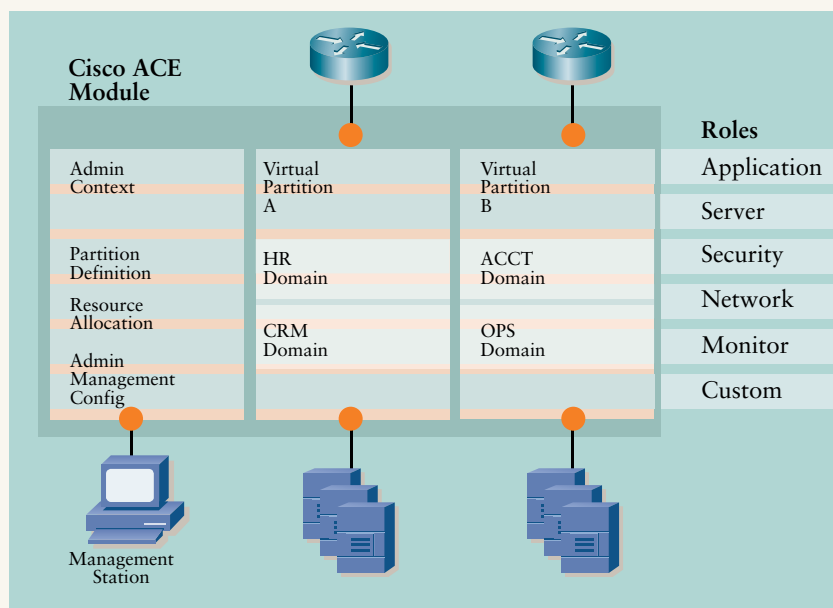 Cisco ACE
Module
Admin
Context
Partition
Definition
Resource
Allocation
Admin
Management
Config
Virtual
Partition
A
HR
Domain
CRM
Domain
Virtual
Partition
B
ACCT
Domain
OPS
Domain
Roles
Application
Server
Security
Network
Monitor
Custom
Management
Station